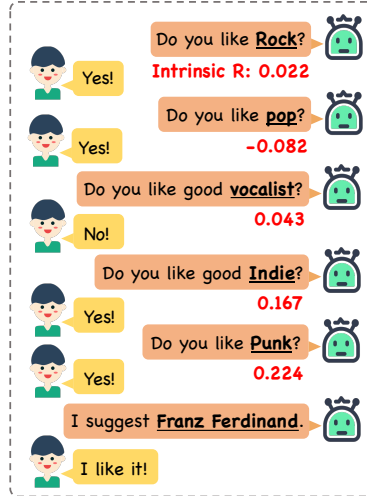 Do you like Rock?
Intrinsic R: 0.022
Yes!
Do you like pop?
-0.082
Yes!
Do you like good vocalist?
0.043
No!
Do you like good Indie?
0.167
Yes!
Do you like Punk?
0.224
Yes!
I suggest Franz Ferdinand.
I like it!